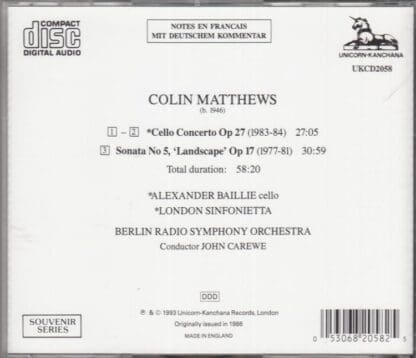 COMPACT
disc
DIGITAL AUDIO
NOTES EN FRANCAIS
MIT DEUTSCHEM KOMMENTAR
UNICORN-KANCHANA
UKCD2058
COLIN MATTHEWS
(b. 1946)
1 – 2 *Cello Concerto Op 27 (1983-84) 27:05
3 Sonata No 5, ‘Landscape’ Op 17 (1977-81) 30:59
Total duration: 58:20
*ALEXANDER BAILLIE cello
*LONDON SINFONIETTA
BERLIN RADIO SYMPHONY ORCHESTRA
Conductor JOHN CAREWE
DDD
SOUVENIR
SERIES
℗ & © 1993 Unicorn-Kanchana Records, London
Originally issued in 1986
MADE IN ENGLAND
0 53068 20582 5